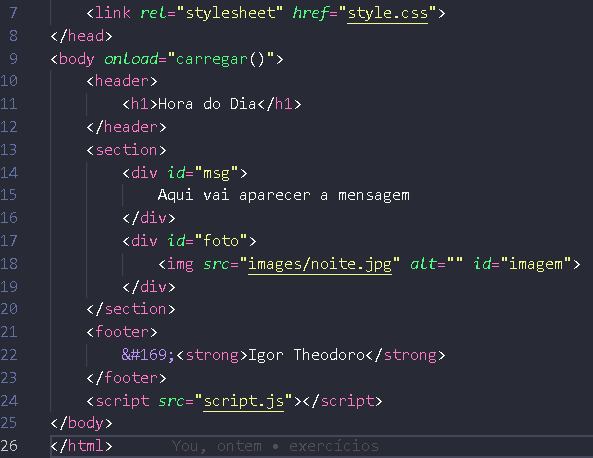 7 <link rel="stylesheet" href="style.css">
8 </head>
9 <body onload="carregar()">
10 <header>
11 <h1>Hora do Dia</h1>
12 </header>
13 <section>
14 <div id="msg">
15 Aqui vai aparecer a mensagem
16 </div>
17 <div id="foto">
18 <img src="images/noite.jpg" alt="" id="imagem">
19 </div>
20 </section>
21 <footer>
22 &#169;<strong>Igor Theodoro</strong>
23 </footer>
24 <script src="script.js"></script>
25 </body>
26 </html> You, ontem • exercícios